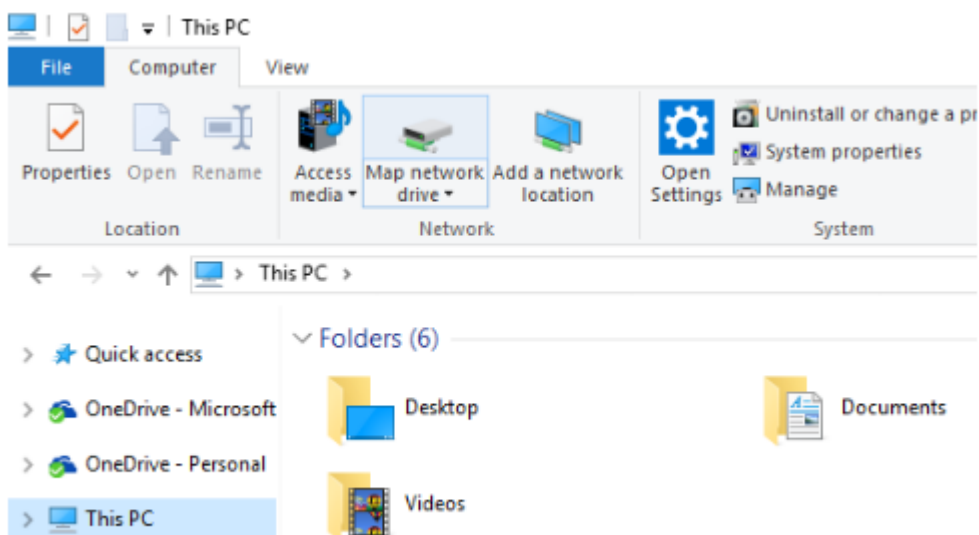 This PC
File Computer View
Properties Open Rename Access media Map network drive Add a network location Open Settings
Uninstall or change a pr
System properties
Manage
Location Network System
This PC
Quick access
OneDrive - Microsoft
OneDrive - Personal
This PC
Folders (6)
Desktop Documents
Videos